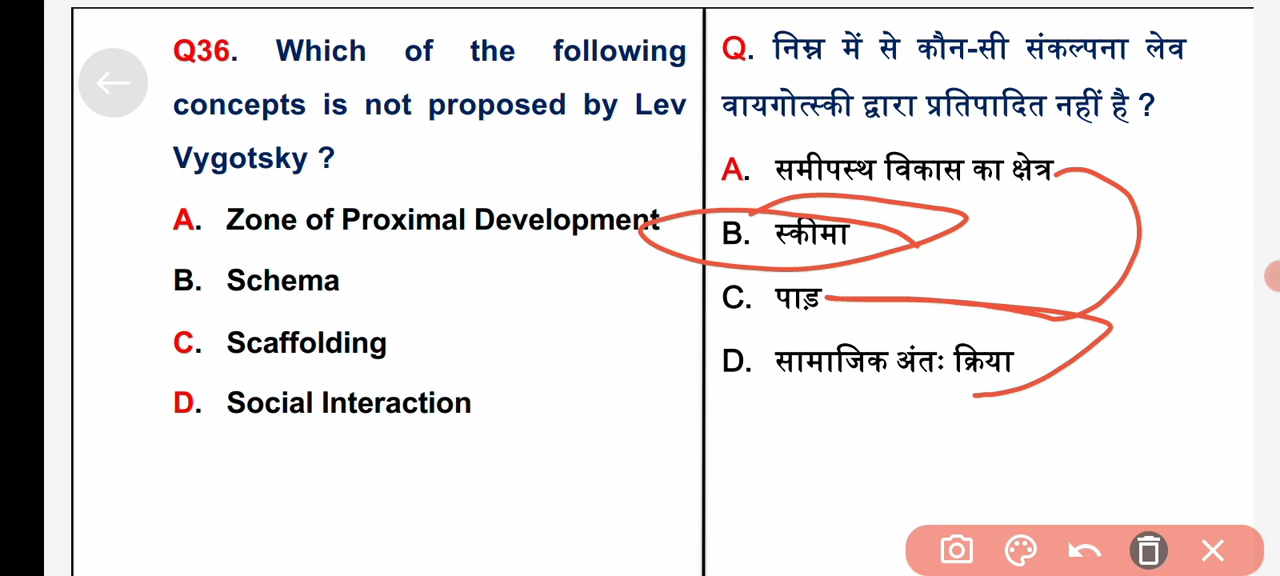 Q36. Which of the following
concepts is not proposed by Lev
Vygotsky ?
A. Zone of Proximal Development
B. Schema
C. Scaffolding
D. Social Interaction
Q. निम्न में से कौन-सी संकल्पना लेव
वायगोत्स्की द्वारा प्रतिपादित नहीं है ?
A. समीपस्थ विकास का क्षेत्र
B. स्कीमा
C. पाड़
D. सामाजिक अंतः क्रिया